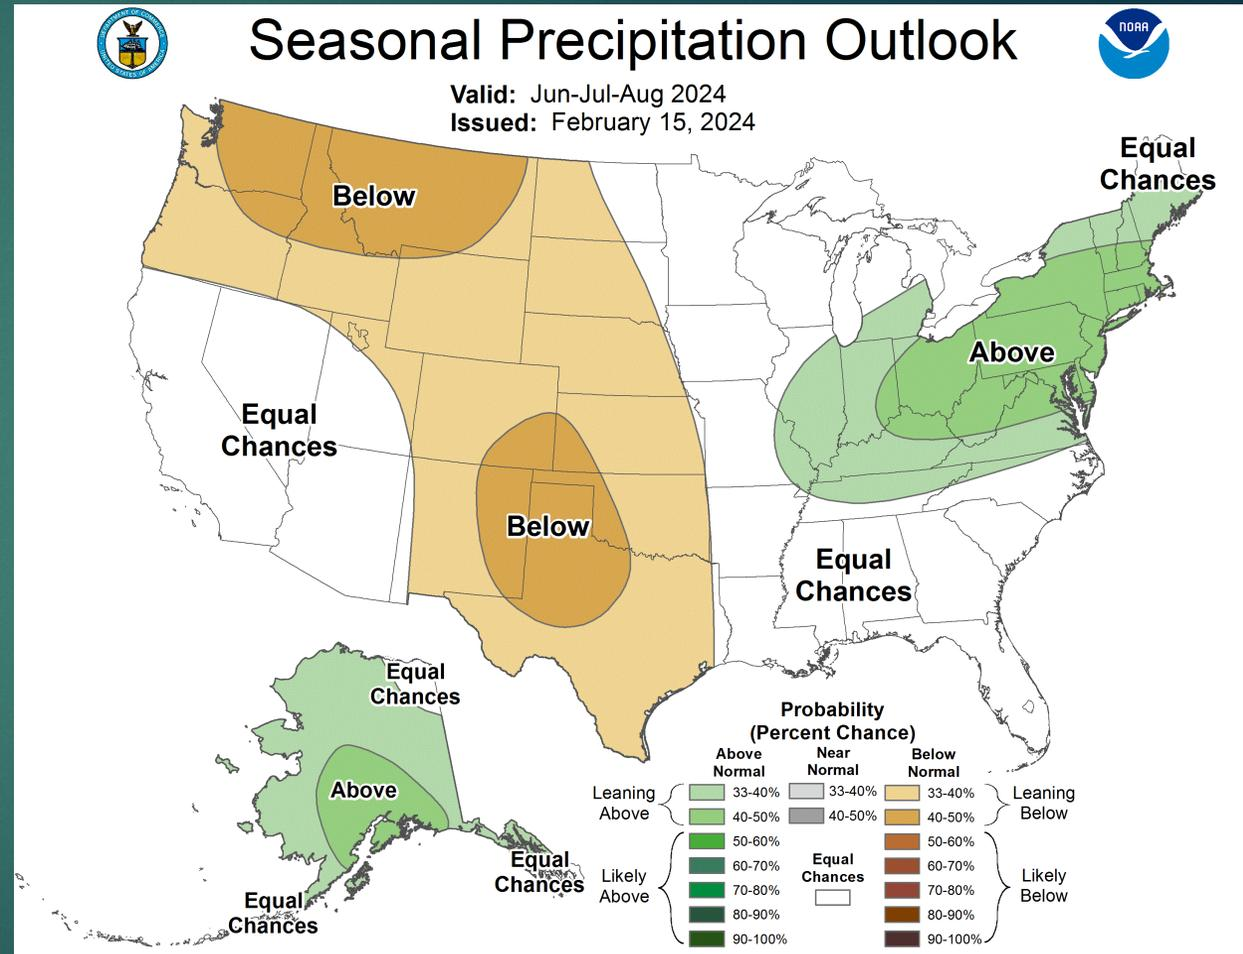 Seasonal Precipitation Outlook
NOAA
Valid: Jun-Jul-Aug 2024
Issued: February 15, 2024
Equal
Chances
Below
Above
Equal
Chances
Below
Equal
Chances
Equal
Chances
Above
Equal
Chances
Equal
Chances
Probability
(Percent Chance)
Above
Normal
Near
Normal
Below
Normal
Leaning
Above
33-40% 33-40% 33-40%
40-50% 40-50% 40-50%
Leaning
Below
Likely
Above
50-60% 50-60%
60-70% 60-70%
70-80% 70-80%
80-90% 80-90%
90-100% 90-100%
Equal
Chances
Likely
Below